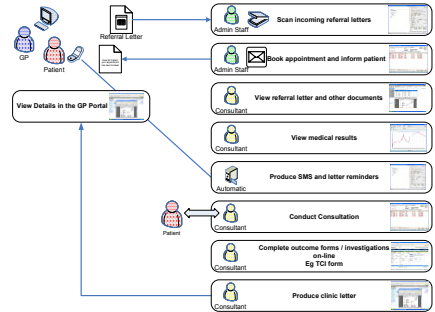 GP
Patient
Referral Letter
Admin Staff
Scan incoming referral letters
Admin Staff
Book appointment and inform patient
View Details in the GP Portal
Consultant
View referral letter and other documents
Consultant
View medical results
Automatic
Produce SMS and letter reminders
Patient
Consultant
Conduct Consultation
Consultant
Complete outcome forms / investigations
on-line
Eg TCI form
Consultant
Produce clinic letter